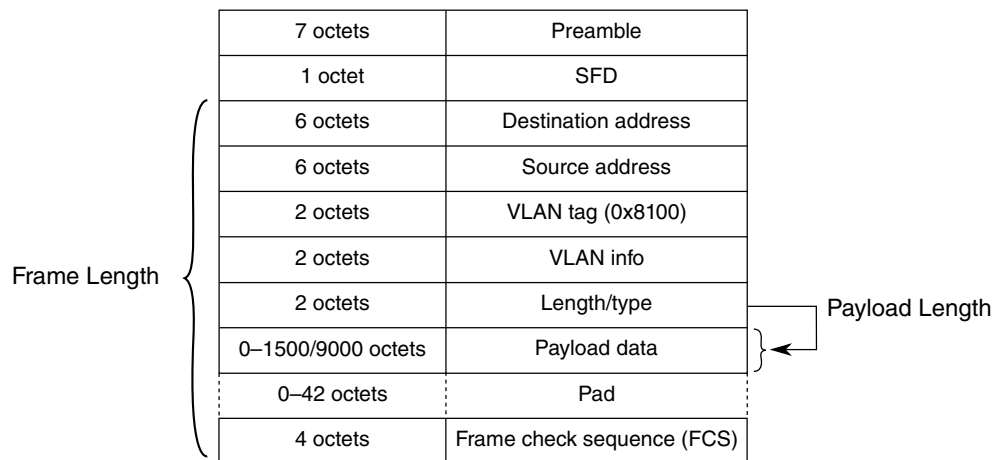 7 octets Preamble
1 octet SFD
6 octets Destination address
6 octets Source address
2 octets VLAN tag (0x8100)
2 octets VLAN info
Frame Length
2 octets Length/type
Payload Length
0–1500/9000 octets Payload data
0–42 octets Pad
4 octets Frame check sequence (FCS)